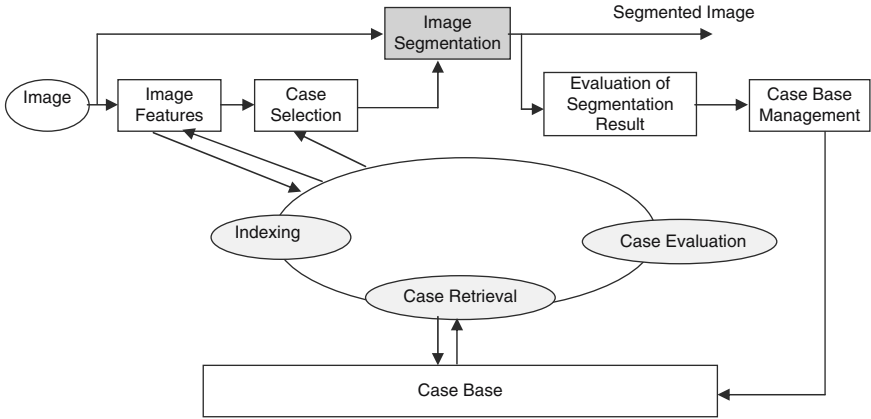 Image
Segmentation
Segmented Image
Image
Image
Features
Case
Selection
Evaluation of
Segmentation
Result
Case Base
Management
Indexing
Case Evaluation
Case Retrieval
Case Base